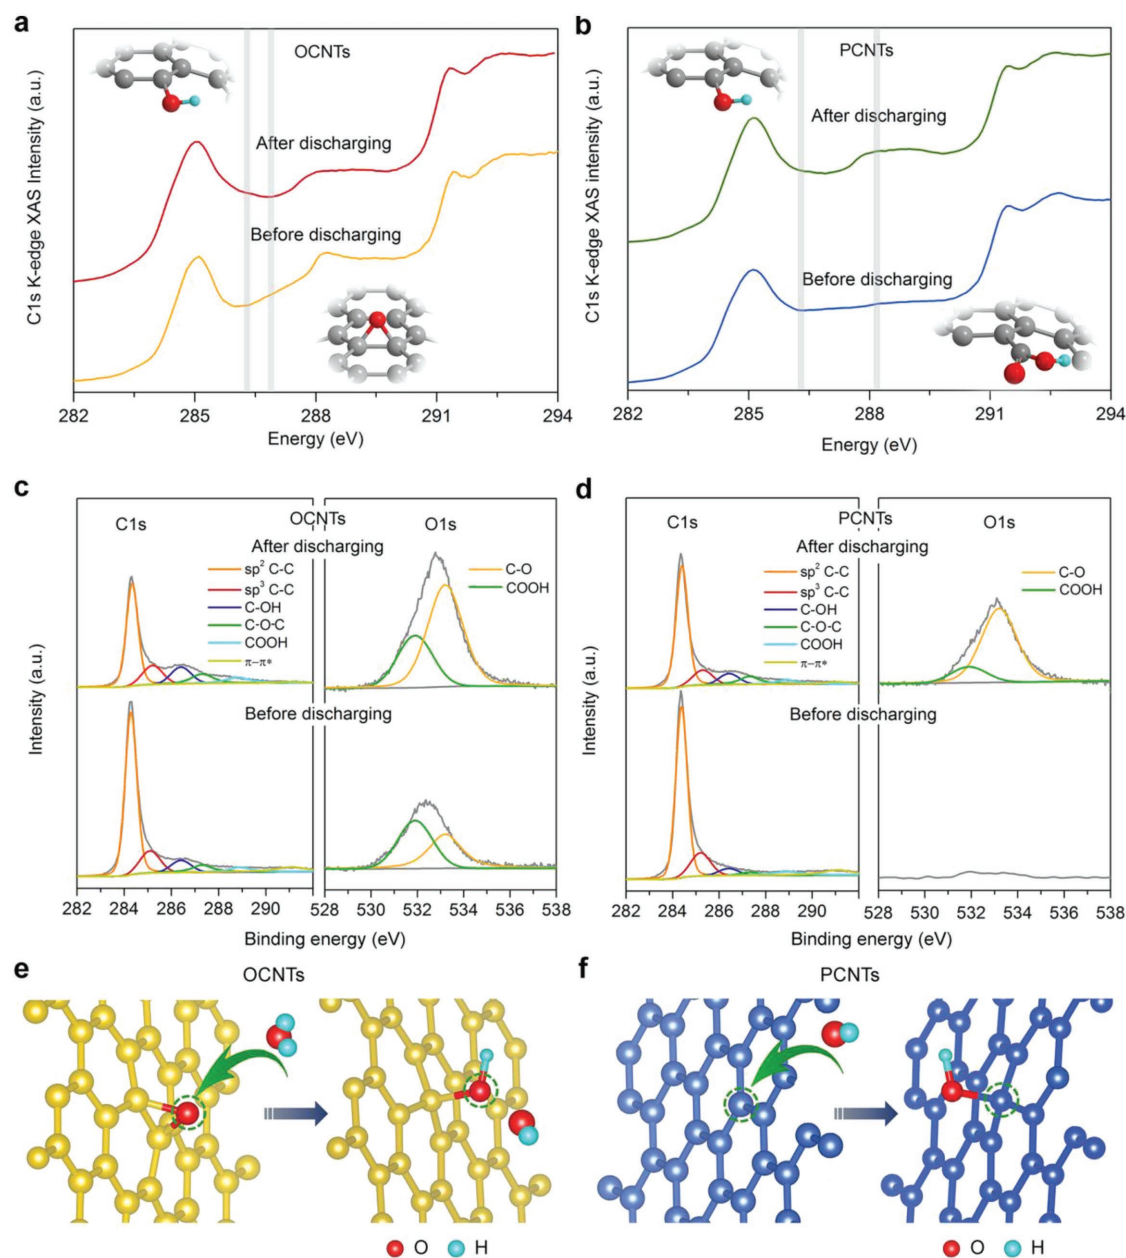 a
OCNTs
After discharging
Before discharging
C1s K-edge XAS Intensity (a.u.)
282 285 288 291 294
Energy (eV)
b
PCNTs
After discharging
Before discharging
C1s K-edge XAS intensity (a.u.)
282 285 288 291 294
Energy (eV)
c
C1s OCNTs O1s
After discharging
sp² C-C
sp³ C-C
C-OH
C-O-C
COOH
π-π*
C-O
COOH
Before discharging
Intensity (a.u.)
282 284 286 288 290 528 530 532 534 536 538
Binding energy (eV)
d
C1s PCNTs O1s
After discharging
sp² C-C
sp³ C-C
C-OH
C-O-C
COOH
π-π*
C-O
COOH
Before discharging
Intensity (a.u.)
282 284 286 288 290 528 530 532 534 536 538
Binding energy (eV)
e
OCNTs
O H
f
PCNTs
O H